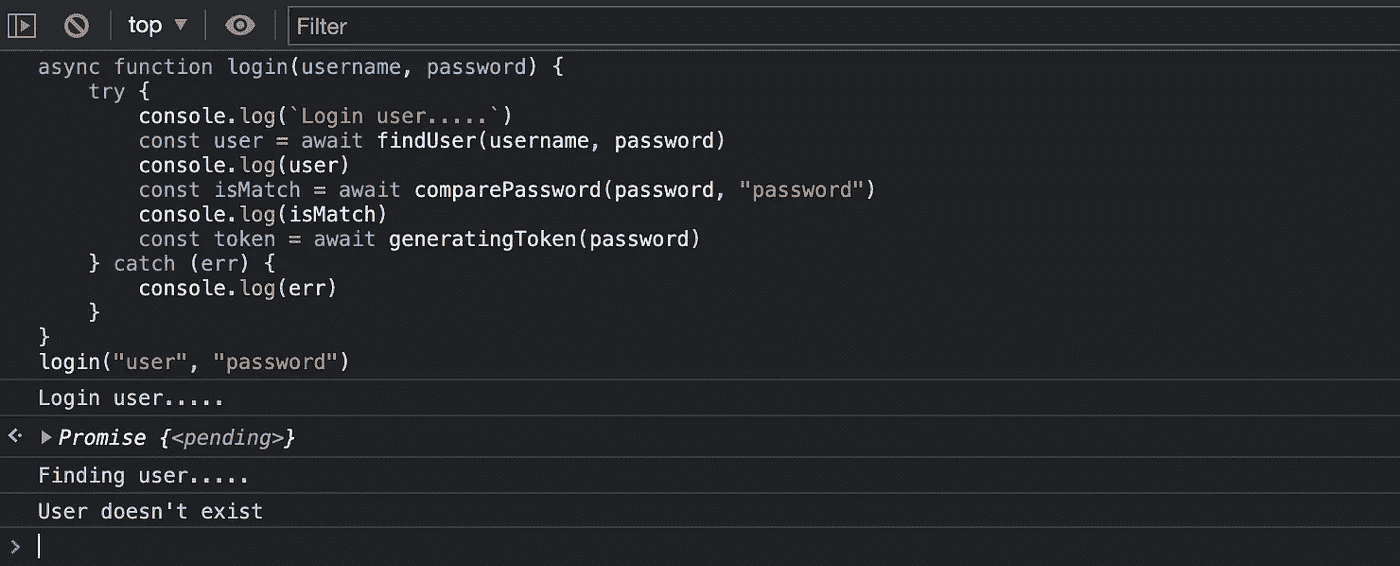 top ▼ Filter
async function login(username, password) {
    try {
        console.log(`Login user.....`)
        const user = await findUser(username, password)
        console.log(user)
        const isMatch = await comparePassword(password, "password")
        console.log(isMatch)
        const token = await generatingToken(password)
    } catch (err) {
        console.log(err)
    }
}
login("user", "password")
Login user.....
Promise {<pending>}
Finding user.....
User doesn't exist
>